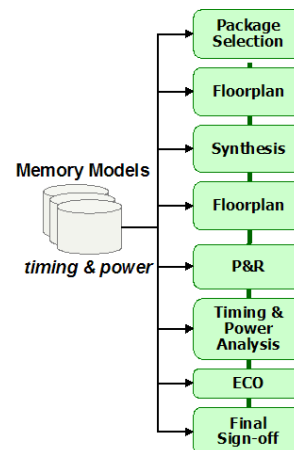 Package
Selection
Floorplan
Synthesis
Memory Models
Floorplan
timing & power
P&R
Timing &
Power
Analysis
ECO
Final
Sign-off